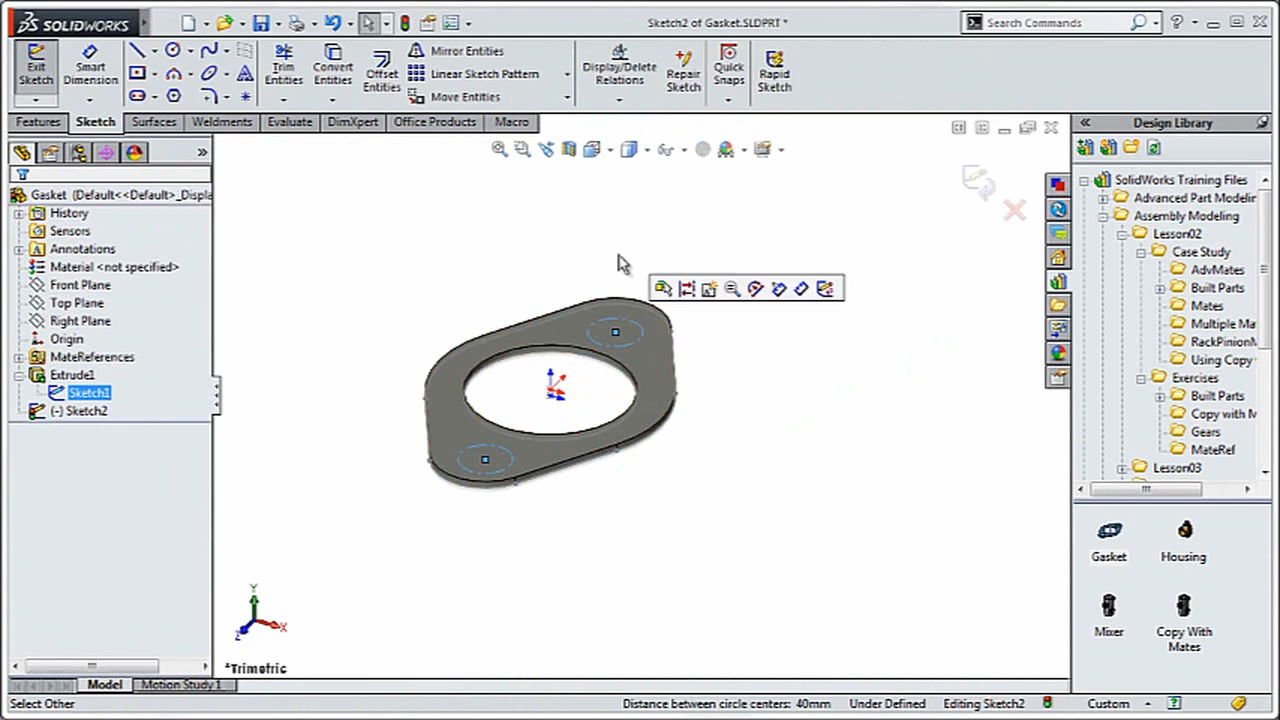 SOLIDWORKS
Sketch2 of Gasket.SLDPRT *
Search Commands
Exit Sketch
Smart Dimension
Trim Entities
Convert Entities
Offset Entities
Mirror Entities
Linear Sketch Pattern
Move Entities
Display/Delete Relations
Repair Sketch
Quick Snaps
Rapid Sketch
Features
Sketch
Surfaces
Weldments
Evaluate
DimXpert
Office Products
Macro
Gasket (Default<<Default>_Displa
History
Sensors
Annotations
Material <not specified>
Front Plane
Top Plane
Right Plane
Origin
MateReferences
Extrude1
Sketch1
(-) Sketch2
Y
X
Z
*Trimetric
Design Library
SolidWorks Training Files
Advanced Part Modelin
Assembly Modeling
Lesson02
Case Study
AdvMates
Built Parts
Mates
Multiple Ma
RackPinionM
Using Copy
Exercises
Built Parts
Copy with M
Gears
MateRef
Lesson03
Gasket
Housing
Mixer
Copy With Mates
Model
Motion Study 1
Select Other
Distance between circle centers: 40mm
Under Defined
Editing Sketch2
Custom